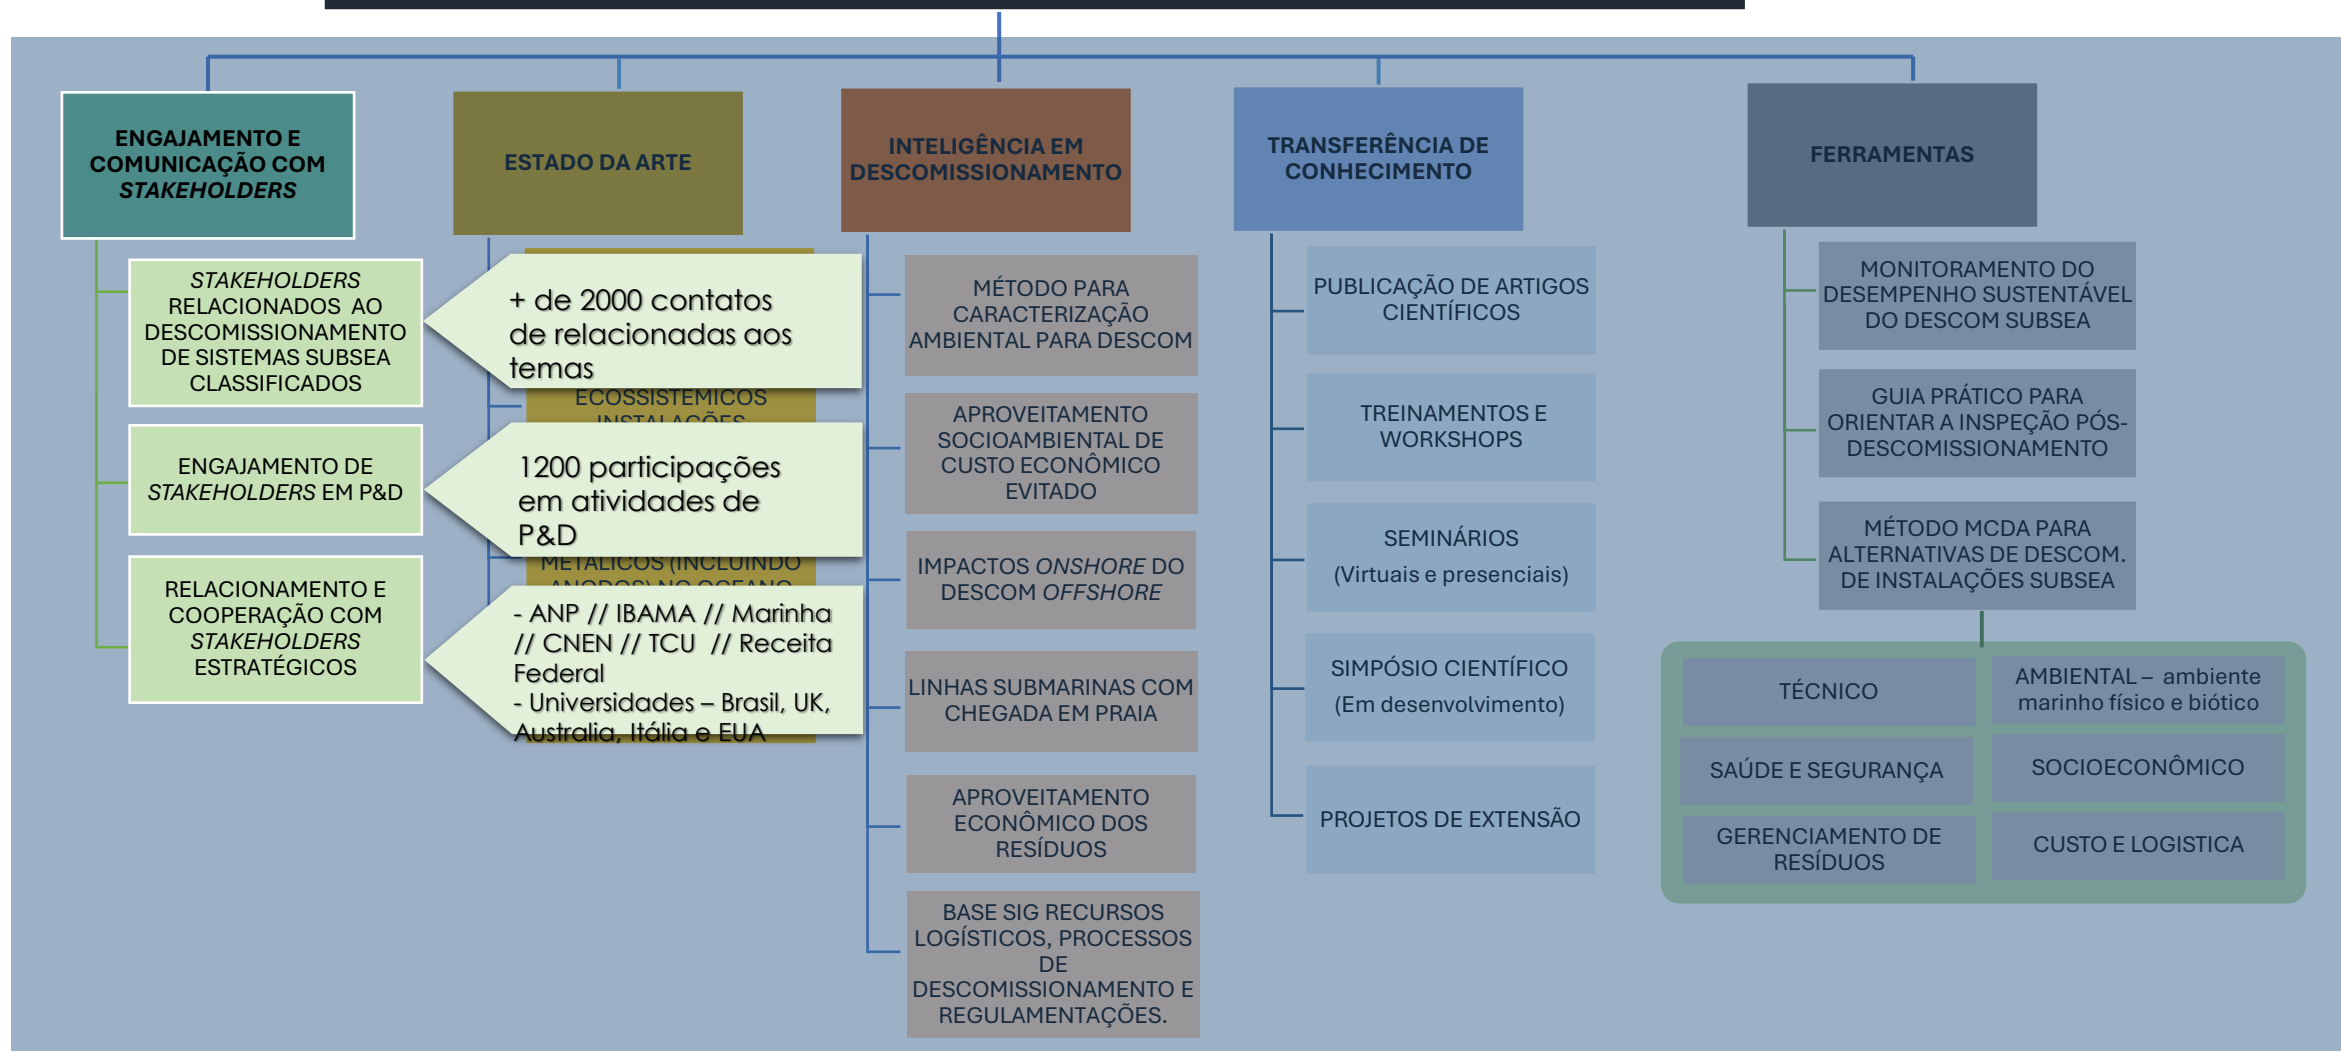 ENGAJAMENTO E
COMUNICAÇÃO COM
STAKEHOLDERS
STAKEHOLDERS
RELACIONADOS AO
DESCOMISSIONAMENTO
DE SISTEMAS SUBSEA
CLASSIFICADOS
ENGAJAMENTO DE
STAKEHOLDERS EM P&D
RELACIONAMENTO E
COOPERAÇÃO COM
STAKEHOLDERS
ESTRATÉGICOS
ESTADO DA ARTE
+ de 2000 contatos
de relacionadas aos
temas
ECOSSISTÊMICOS
INSTALAÇÕES
1200 participações
em atividades de
P&D
METÁLICOS (INCLUINDO
ANODOS) NO OCEANO
- ANP // IBAMA // Marinha
// CNEN // TCU // Receita
Federal
- Universidades – Brasil, UK,
Australia, Itália e EUA
INTELIGÊNCIA EM
DESCOMISSIONAMENTO
MÉTODO PARA
CARACTERIZAÇÃO
AMBIENTAL PARA DESCOM
APROVEITAMENTO
SOCIOAMBIENTAL DE
CUSTO ECONÔMICO
EVITADO
IMPACTOS ONSHORE DO
DESCOM OFFSHORE
LINHAS SUBMARINAS COM
CHEGADA EM PRAIA
APROVEITAMENTO
ECONÔMICO DOS
RESÍDUOS
BASE SIG RECURSOS
LOGÍSTICOS, PROCESSOS
DE
DESCOMISSIONAMENTO E
REGULAMENTAÇÕES.
TRANSFERÊNCIA DE
CONHECIMENTO
PUBLICAÇÃO DE ARTIGOS
CIENTÍFICOS
TREINAMENTOS E
WORKSHOPS
SEMINÁRIOS
(Virtuais e presenciais)
SIMPÓSIO CIENTÍFICO
(Em desenvolvimento)
PROJETOS DE EXTENSÃO
FERRAMENTAS
MONITORAMENTO DO
DESEMPENHO SUSTENTÁVEL
DO DESCOM SUBSEA
GUIA PRÁTICO PARA
ORIENTAR A INSPEÇÃO PÓS-
DESCOMISSIONAMENTO
MÉTODO MCDA PARA
ALTERNATIVAS DE DESCOM.
DE INSTALAÇÕES SUBSEA
TÉCNICO
AMBIENTAL – ambiente
marinho físico e biótico
SAÚDE E SEGURANÇA
SOCIOECONÔMICO
GERENCIAMENTO DE
RESÍDUOS
CUSTO E LOGISTICA